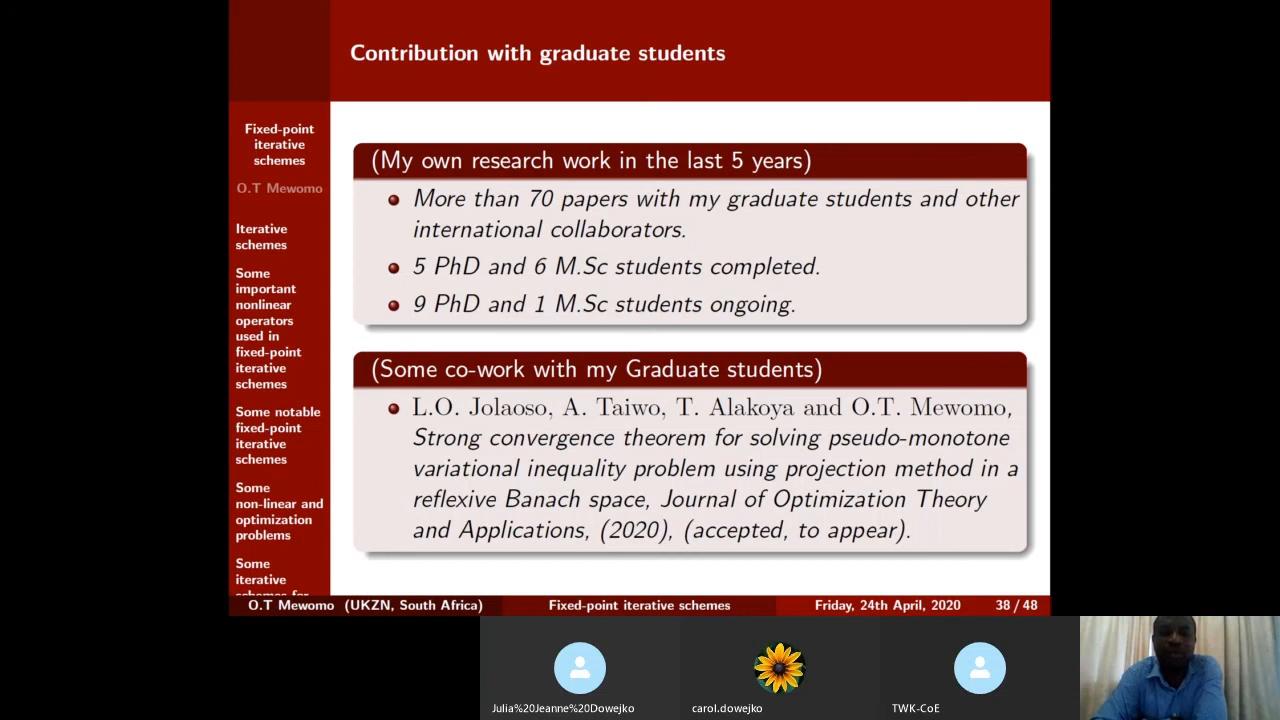 Contribution with graduate students
Fixed-point
iterative
schemes
O.T Mewomo
Iterative
schemes
Some
important
nonlinear
operators
used in
fixed-point
iterative
schemes
Some notable
fixed-point
iterative
schemes
Some
non-linear and
optimization
problems
Some
iterative
schemes for
(My own research work in the last 5 years)
More than 70 papers with my graduate students and other
international collaborators.
5 PhD and 6 M.Sc students completed.
9 PhD and 1 M.Sc students ongoing.
(Some co-work with my Graduate students)
L.O. Jolaoso, A. Taiwo, T. Alakoya and O.T. Mewomo,
Strong convergence theorem for solving pseudo-monotone
variational inequality problem using projection method in a
reflexive Banach space, Journal of Optimization Theory
and Applications, (2020), (accepted, to appear).
O.T Mewomo (UKZN, South Africa) Fixed-point iterative schemes Friday, 24th April, 2020 38 / 48
Julia%20Jeanne%20Dowejko carol.dowejko TWK-CoE